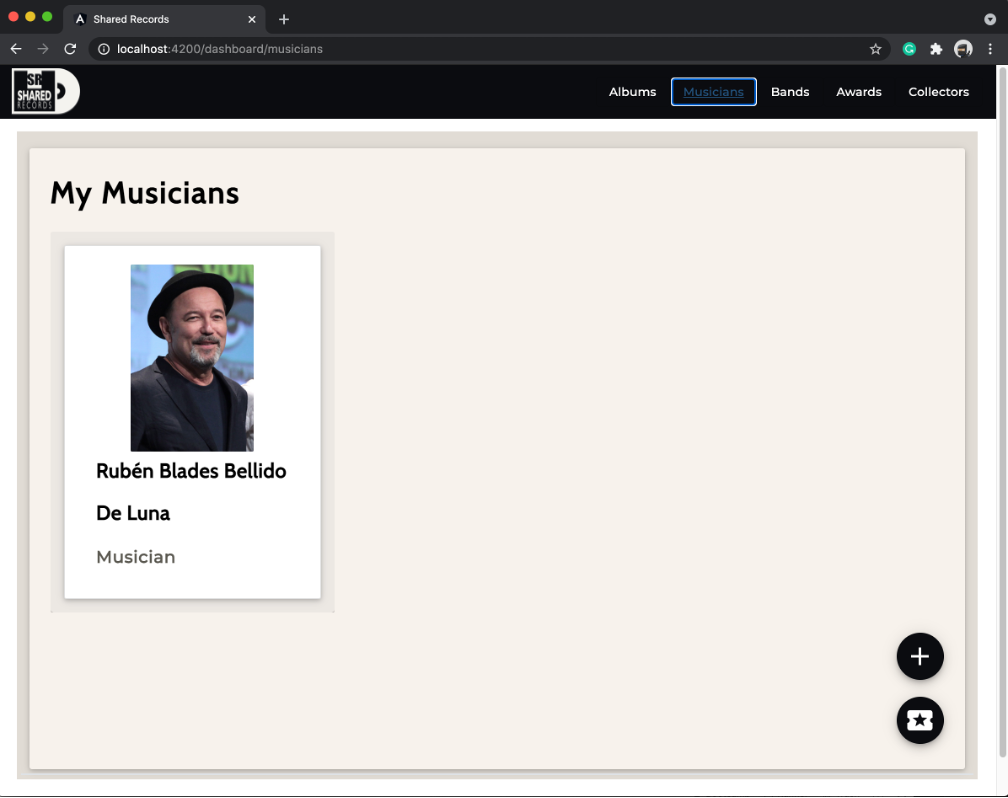 Shared Records
localhost:4200/dashboard/musicians
SR
SHARED
RECORDS
Albums
Musicians
Bands
Awards
Collectors
My Musicians
Rubén Blades Bellido
De Luna
Musician